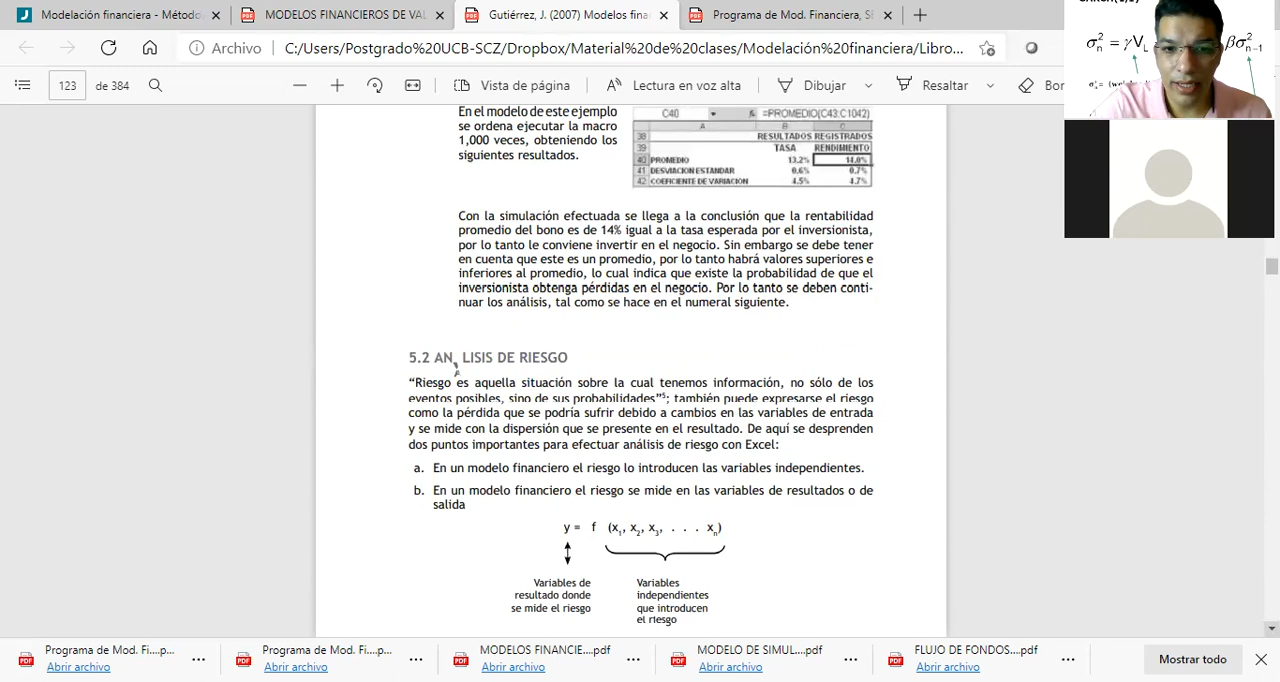 Modelación financiera - Método
MODELOS FINANCIEROS DE VAL
Gutiérrez, J. (2007) Modelos fina
Programa de Mod. Financiera, SE
Archivo
C:/Users/Postgrado%20UCB-SCZ/Dropbox/Material%20de%20clases/Modelación%20financiera/Libro...
123 de 384
Vista de página
Lectura en voz alta
Dibujar
Resaltar
Bor
σ²n = γVL
βσ²n-1
En el modelo de este ejemplo
se ordena ejecutar la macro
1,000 veces, obteniendo los
siguientes resultados.
C40 =PROMEDIO(C43:C1042)
A B C
38 RESULTADOS REGISTRADOS
39 TASA RENDIMIENTO
40 PROMEDIO 13.2% 14.0%
41 DESVIACION ESTANDAR 0.6% 0.7%
42 COEFICIENTE DE VARIACION 4.5% 4.7%
Con la simulación efectuada se llega a la conclusión que la rentabilidad
promedio del bono es de 14% igual a la tasa esperada por el inversionista,
por lo tanto le conviene invertir en el negocio. Sin embargo se debe tener
en cuenta que este es un promedio, por lo tanto habrá valores superiores e
inferiores al promedio, lo cual indica que existe la probabilidad de que el
inversionista obtenga pérdidas en el negocio. Por lo tanto se deben conti-
nuar los análisis, tal como se hace en el numeral siguiente.
5.2 AN LISIS DE RIESGO
“Riesgo es aquella situación sobre la cual tenemos información, no sólo de los
eventos posibles, sino de sus probabilidades”⁵; también puede expresarse el riesgo
como la pérdida que se podría sufrir debido a cambios en las variables de entrada
y se mide con la dispersión que se presente en el resultado. De aquí se desprenden
dos puntos importantes para efectuar análisis de riesgo con Excel:
a. En un modelo financiero el riesgo lo introducen las variables independientes.
b. En un modelo financiero el riesgo se mide en las variables de resultados o de
salida
y = f (x1, x2, x3, . . . xn)
Variables de
resultado donde
se mide el riesgo
Variables
independientes
que introducen
el riesgo
Programa de Mod. Fi....p...
Abrir archivo
Programa de Mod. Fi....p...
Abrir archivo
MODELOS FINANCIE....pdf
Abrir archivo
MODELO DE SIMUL....pdf
Abrir archivo
FLUJO DE FONDOS....pdf
Abrir archivo
Mostrar todo